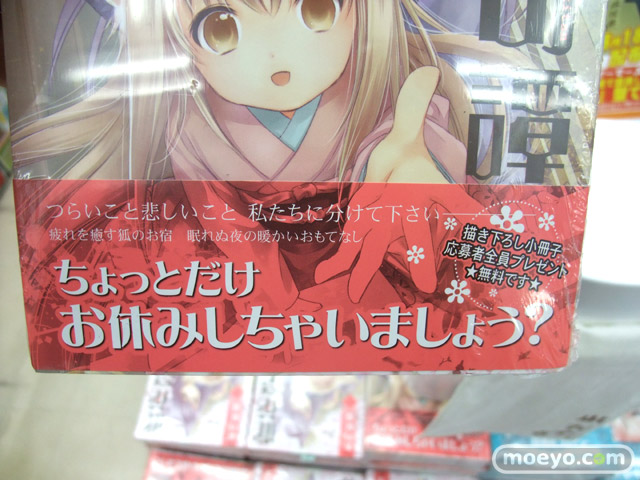 つらいこと悲しいこと 私たちに分けて下さい
疲れを癒す狐のお宿 眠れぬ夜の暖かいおもてなし
描き下ろし小冊子
応募者全員プレゼント
★無料です★
ちょっとだけ
お休みしちゃいましょう?
moeyo.com